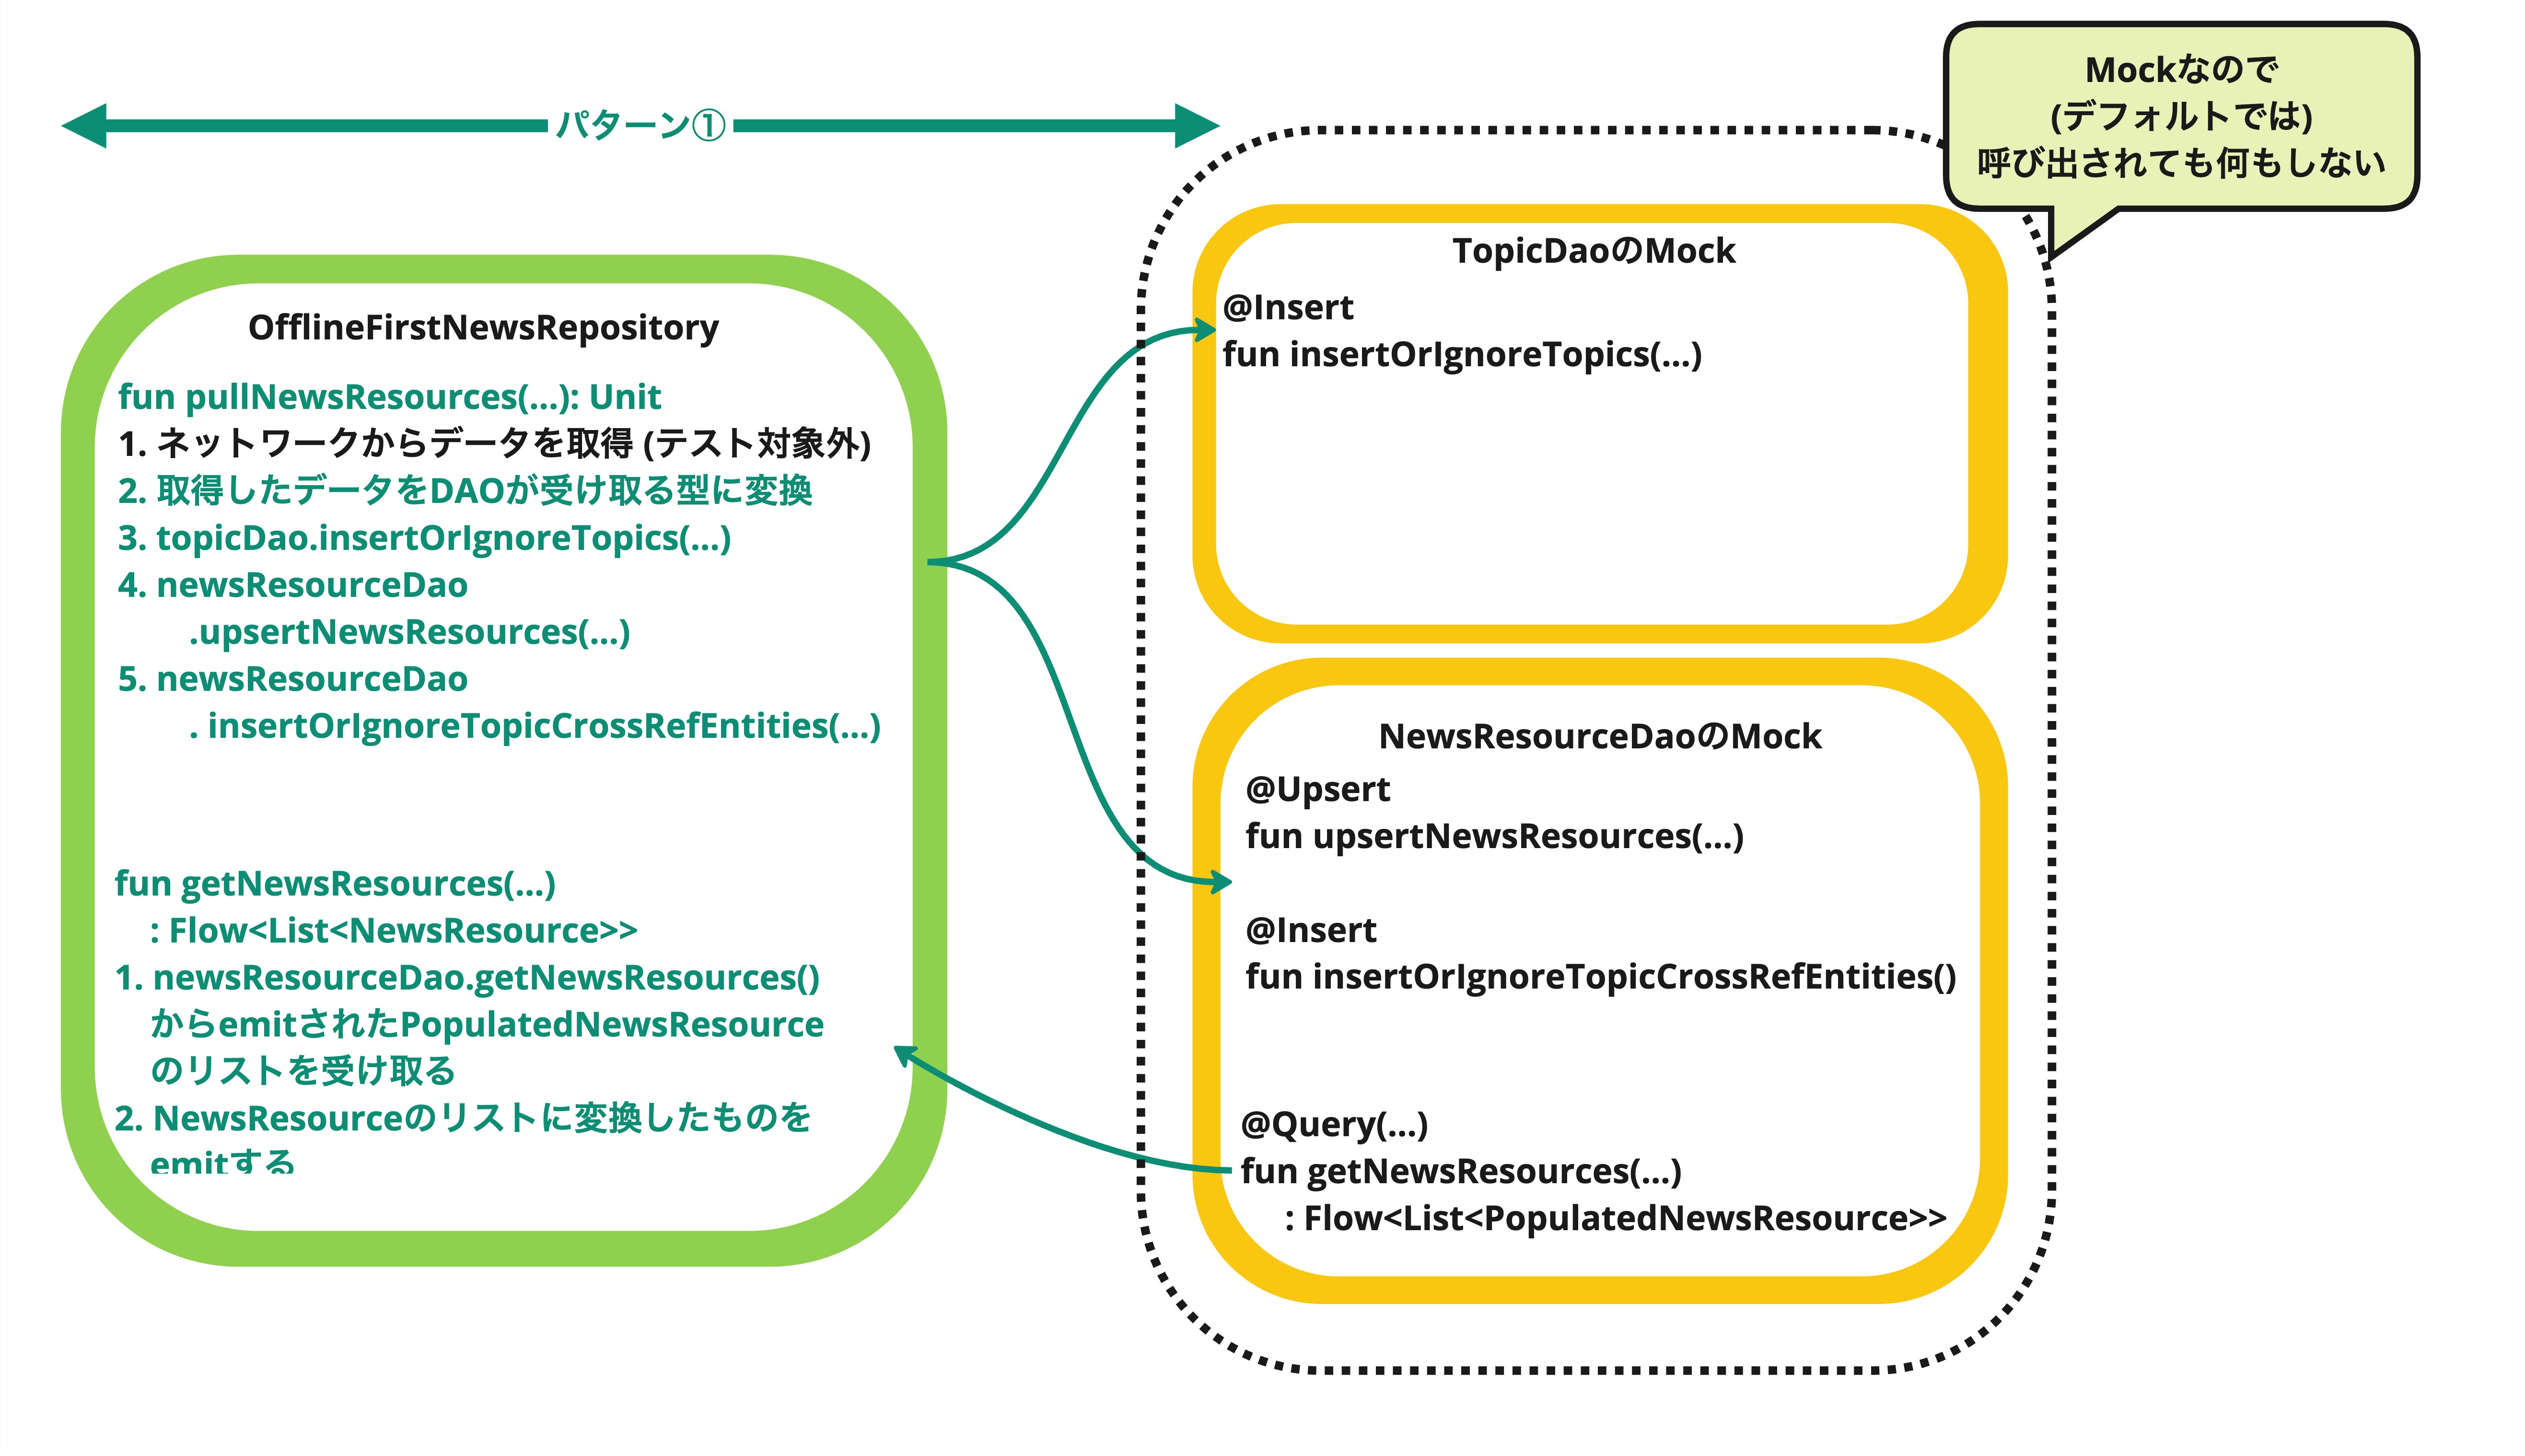 パターン①
Mockなので
(デフォルトでは)
呼び出されても何もしない
OfflineFirstNewsRepository
fun pullNewsResources(...): Unit
1. ネットワークからデータを取得 (テスト対象外)
2. 取得したデータをDAOが受け取る型に変換
3. topicDao.insertOrIgnoreTopics(...)
4. newsResourceDao
.upsertNewsResources(...)
5. newsResourceDao
. insertOrIgnoreTopicCrossRefEntities(...)
fun getNewsResources(...)
: Flow<List<NewsResource>>
1. newsResourceDao.getNewsResources()
からemitされたPopulatedNewsResource
のリストを受け取る
2. NewsResourceのリストに変換したものを
emitする
TopicDaoのMock
@Insert
fun insertOrIgnoreTopics(...)
NewsResourceDaoのMock
@Upsert
fun upsertNewsResources(...)
@Insert
fun insertOrIgnoreTopicCrossRefEntities()
@Query(...)
fun getNewsResources(...)
: Flow<List<PopulatedNewsResource>>